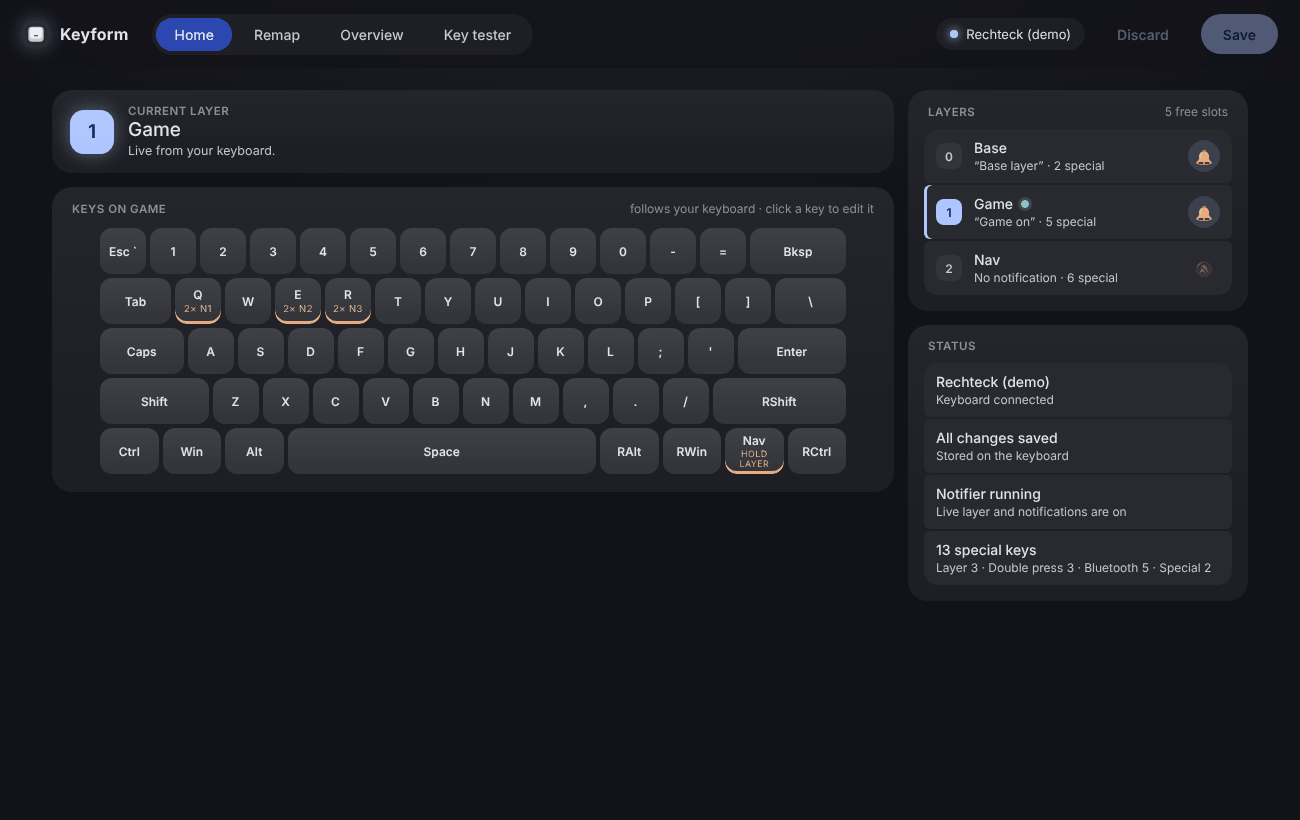 Keyform
Home Remap Overview Key tester
Rechteck (demo) Discard Save
1
CURRENT LAYER
Game
Live from your keyboard.
KEYS ON GAME
follows your keyboard · click a key to edit it
Esc ` 1 2 3 4 5 6 7 8 9 0 - = Bksp
Tab Q W E R T Y U I O P [ ] \
2× N1 2× N2 2× N3
Caps A S D F G H J K L ; ' Enter
Shift Z X C V B N M , . / RShift
Ctrl Win Alt Space RAlt RWin Nav RCtrl
HOLD
LAYER
LAYERS 5 free slots
0
Base
“Base layer” · 2 special
1
Game
“Game on” · 5 special
2
Nav
No notification · 6 special
STATUS
Rechteck (demo)
Keyboard connected
All changes saved
Stored on the keyboard
Notifier running
Live layer and notifications are on
13 special keys
Layer 3 · Double press 3 · Bluetooth 5 · Special 2